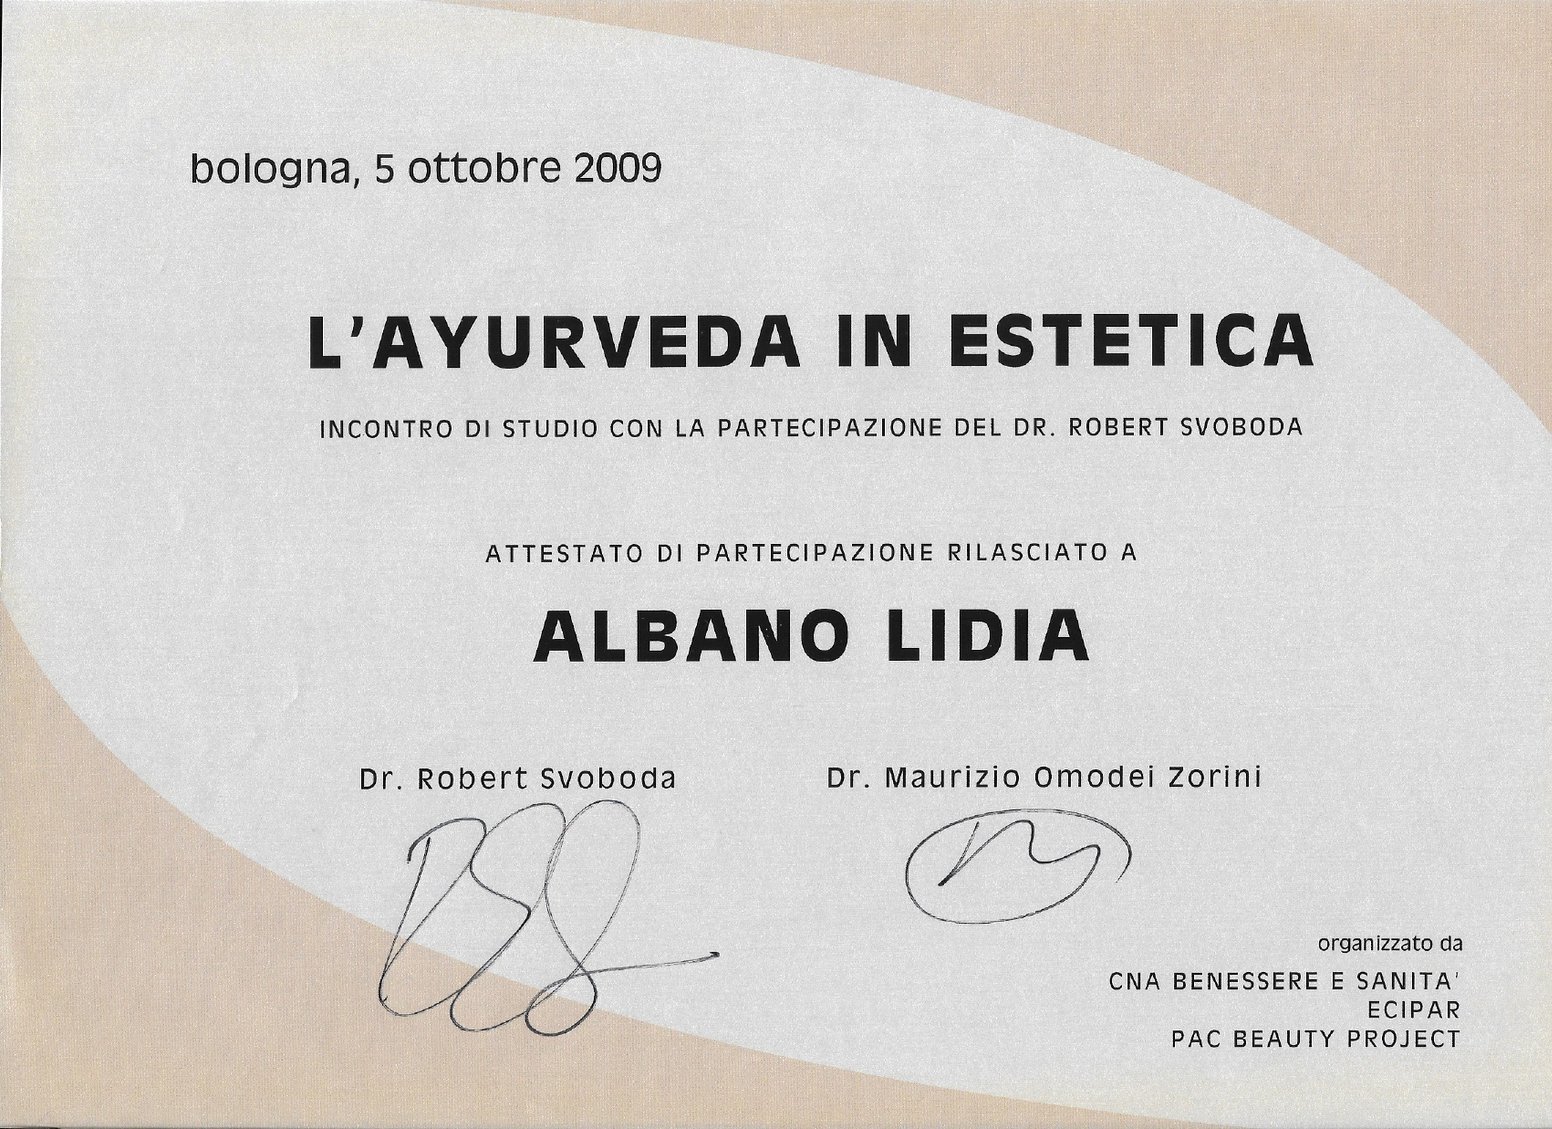 bologna, 5 ottobre 2009
L'AYURVEDA IN ESTETICA
INCONTRO DI STUDIO CON LA PARTECIPAZIONE DEL DR. ROBERT SVOBODA
ATTESTATO DI PARTECIPAZIONE RILASCIATO A
ALBANO LIDIA
Dr. Robert Svoboda
Dr. Maurizio Omodei Zorini
organizzato da
CNA BENESSERE E SANITA'
ECIPAR
PAC BEAUTY PROJECT